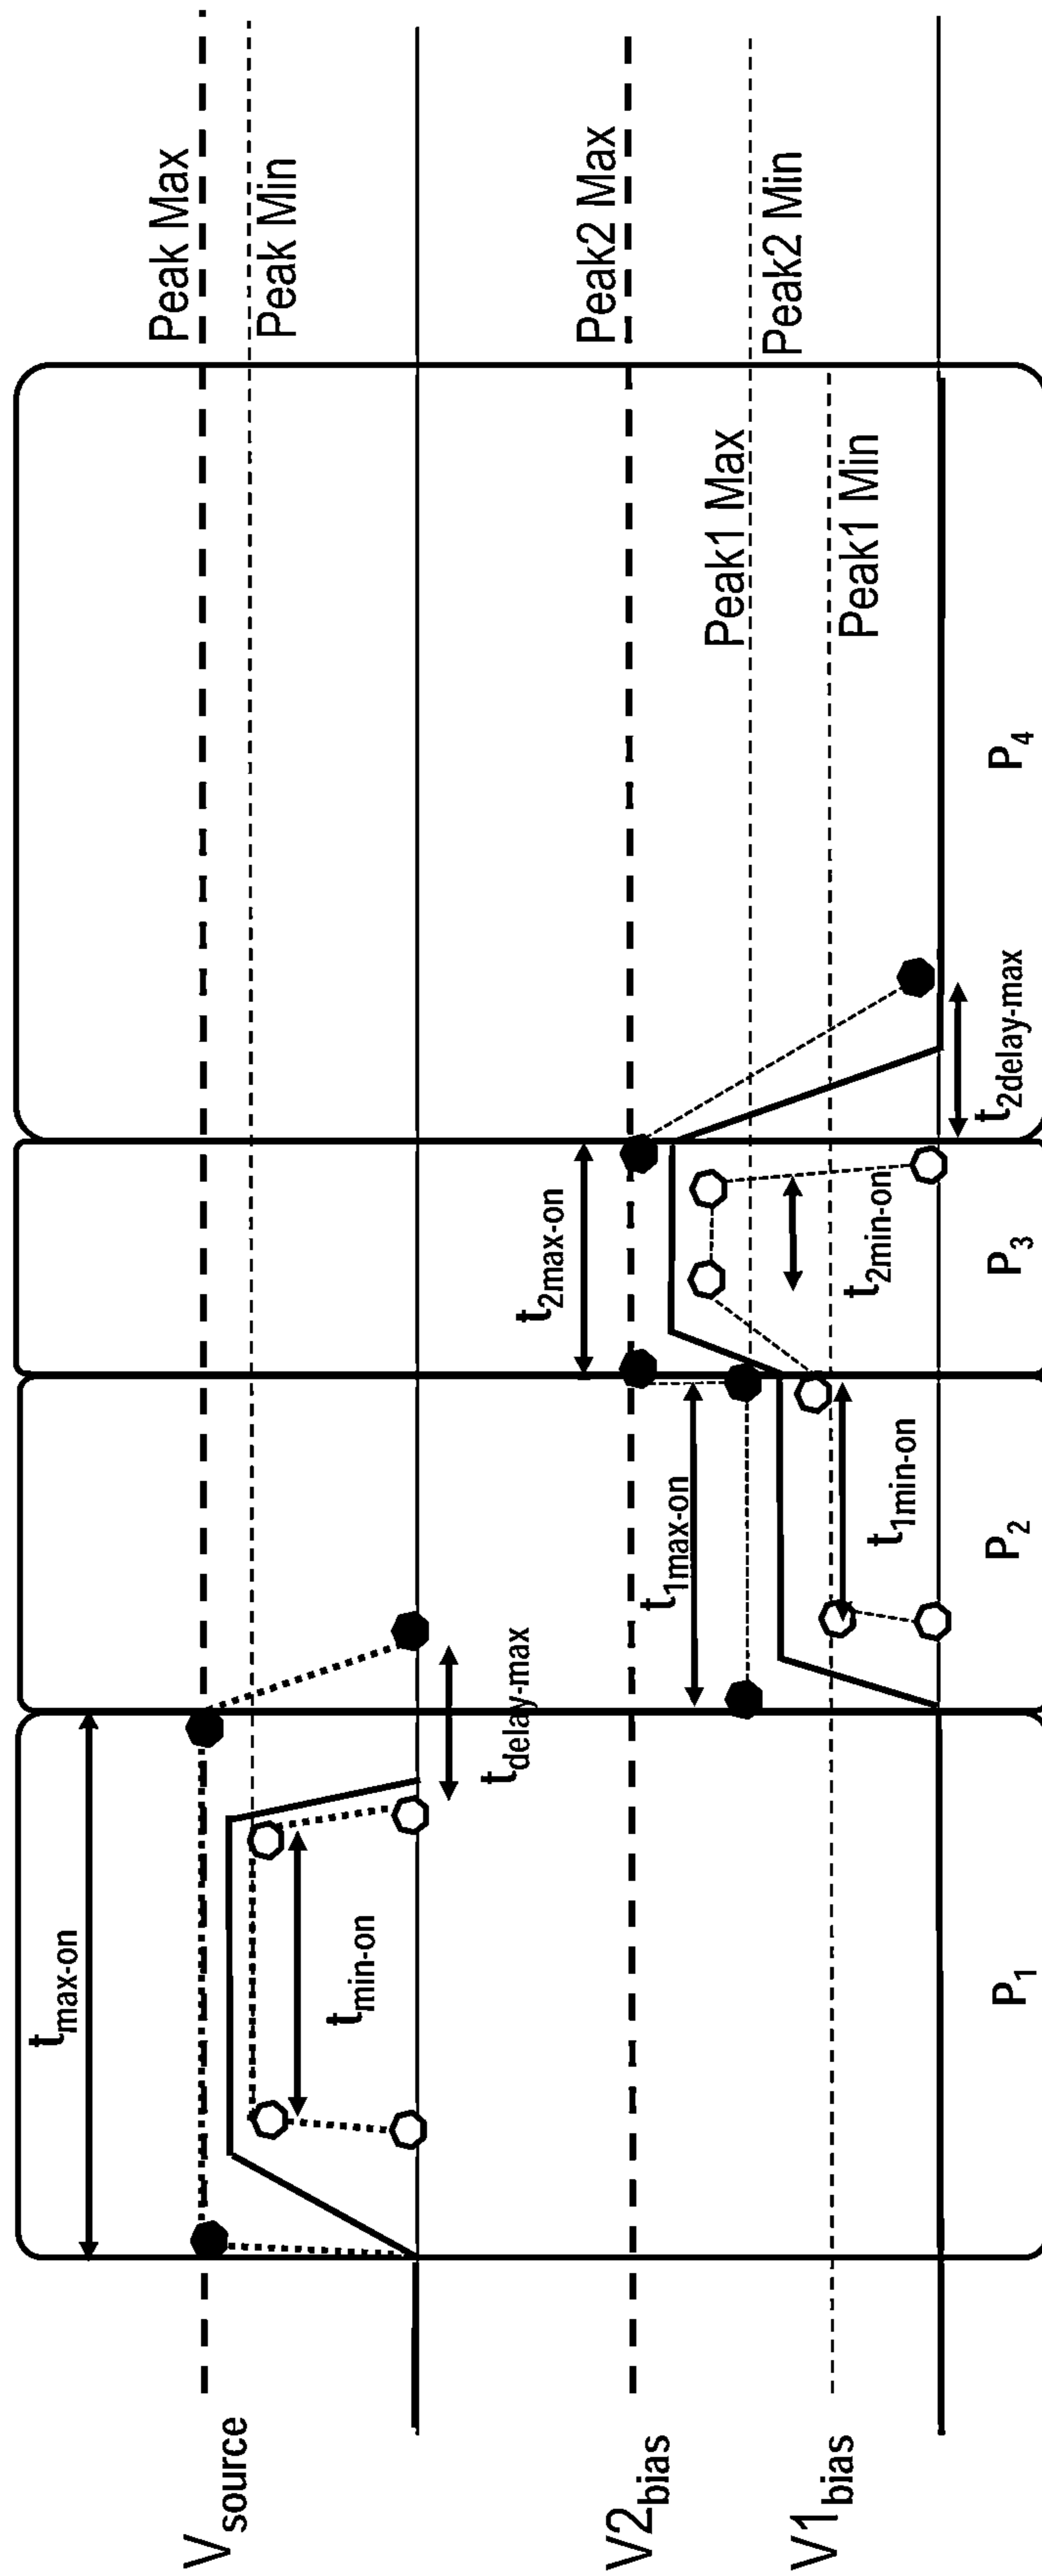 t_max-on
V_source
Peak Max
Peak Min
t_min-on
t_delay-max
t_2max-on
V2_bias
Peak2 Max
t_1max-on
Peak1 Max
Peak2 Min
t_2min-on
V1_bias
Peak1 Min
t_1min-on
t_2delay-max
P_1
P_2
P_3
P_4